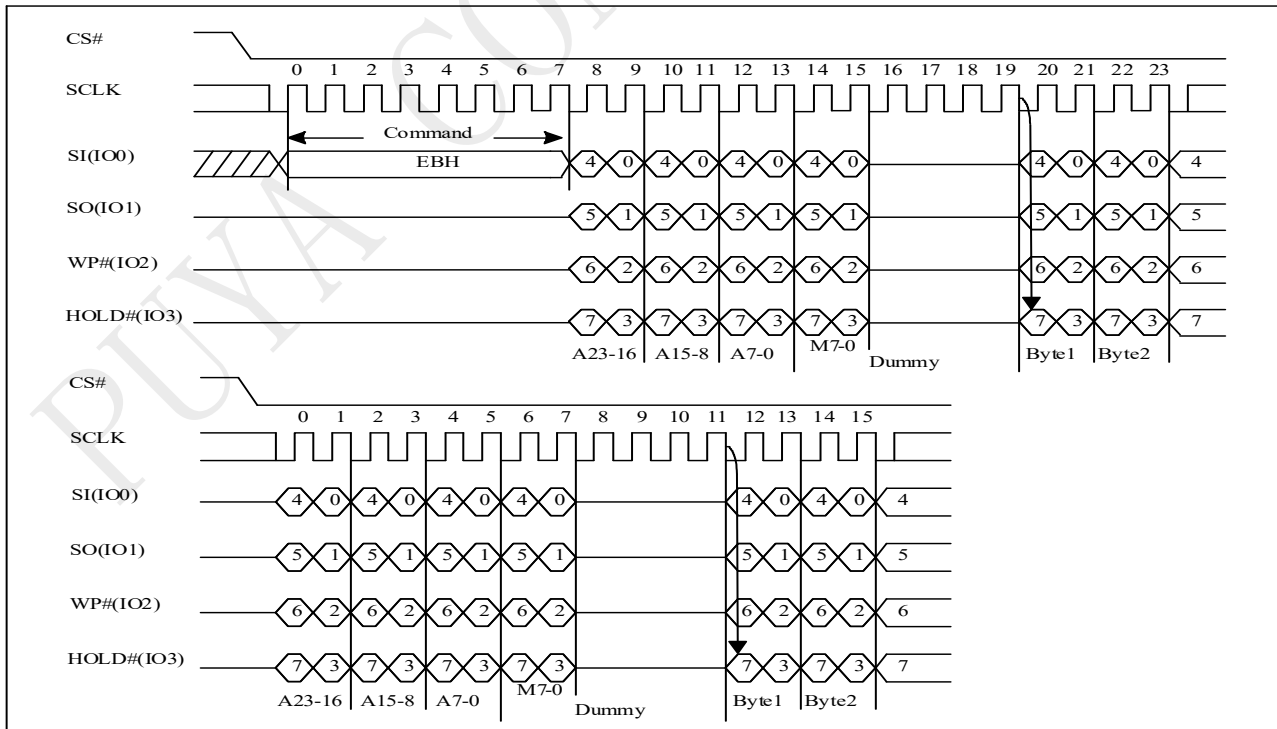 PUYA CON
CS#
0 1 2 3 4 5 6 7 8 9 10 11 12 13 14 15 16 17 18 19 20 21 22 23
SCLK
Command
SI(IO0) EBH 4 0 4 0 4 0 4 0 4 0 4 0 4
SO(IO1) 5 1 5 1 5 1 5 1 5 1 5 1 5
WP#(IO2) 6 2 6 2 6 2 6 2 6 2 6 2 6
HOLD#(IO3) 7 3 7 3 7 3 7 3 7 3 7 3 7
A23-16 A15-8 A7-0 M7-0 Dummy Byte1 Byte2
CS#
0 1 2 3 4 5 6 7 8 9 10 11 12 13 14 15
SCLK
SI(IO0) 4 0 4 0 4 0 4 0 4 0 4 0 4
SO(IO1) 5 1 5 1 5 1 5 1 5 1 5 1 5
WP#(IO2) 6 2 6 2 6 2 6 2 6 2 6 2 6
HOLD#(IO3) 7 3 7 3 7 3 7 3 7 3 7 3 7
A23-16 A15-8 A7-0 M7-0 Dummy Byte1 Byte2